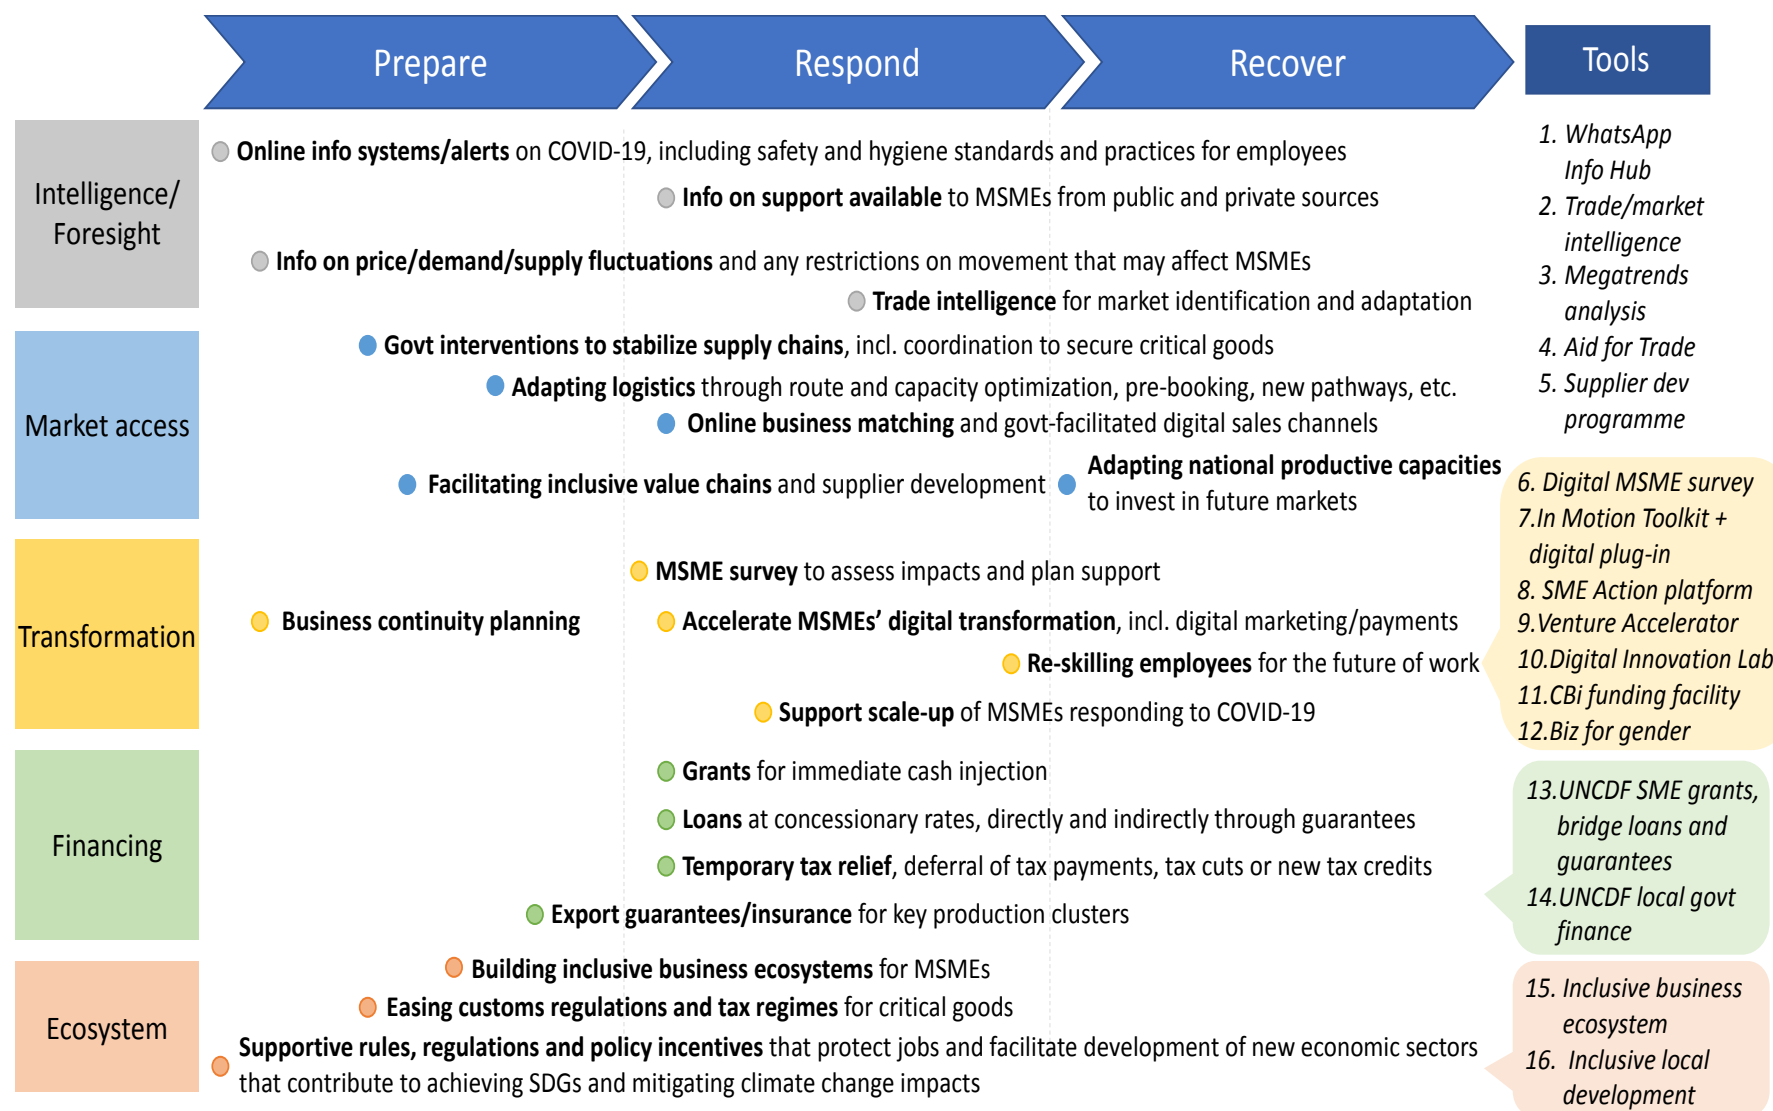 Prepare
Respond
Recover
Tools
Intelligence/
Foresight
Online info systems/alerts on COVID-19, including safety and hygiene standards and practices for employees
Info on support available to MSMEs from public and private sources
Info on price/demand/supply fluctuations and any restrictions on movement that may affect MSMEs
Trade intelligence for market identification and adaptation
Market access
Govt interventions to stabilize supply chains, incl. coordination to secure critical goods
Adapting logistics through route and capacity optimization, pre-booking, new pathways, etc.
Online business matching and govt-facilitated digital sales channels
Facilitating inclusive value chains and supplier development
Adapting national productive capacities
to invest in future markets
Transformation
MSME survey to assess impacts and plan support
Business continuity planning
Accelerate MSMEs' digital transformation, incl. digital marketing/payments
Re-skilling employees for the future of work
Support scale-up of MSMEs responding to COVID-19
Financing
Grants for immediate cash injection
Loans at concessionary rates, directly and indirectly through guarantees
Temporary tax relief, deferral of tax payments, tax cuts or new tax credits
Export guarantees/insurance for key production clusters
Ecosystem
Building inclusive business ecosystems for MSMEs
Easing customs regulations and tax regimes for critical goods
Supportive rules, regulations and policy incentives that protect jobs and facilitate development of new economic sectors
that contribute to achieving SDGs and mitigating climate change impacts
1. WhatsApp
Info Hub
2. Trade/market
intelligence
3. Megatrends
analysis
4. Aid for Trade
5. Supplier dev
programme
6. Digital MSME survey
7.In Motion Toolkit +
digital plug-in
8. SME Action platform
9.Venture Accelerator
10.Digital Innovation Lab
11.CBi funding facility
12.Biz for gender
13.UNCDF SME grants,
bridge loans and
guarantees
14.UNCDF local govt
finance
15. Inclusive business
ecosystem
16. Inclusive local
development